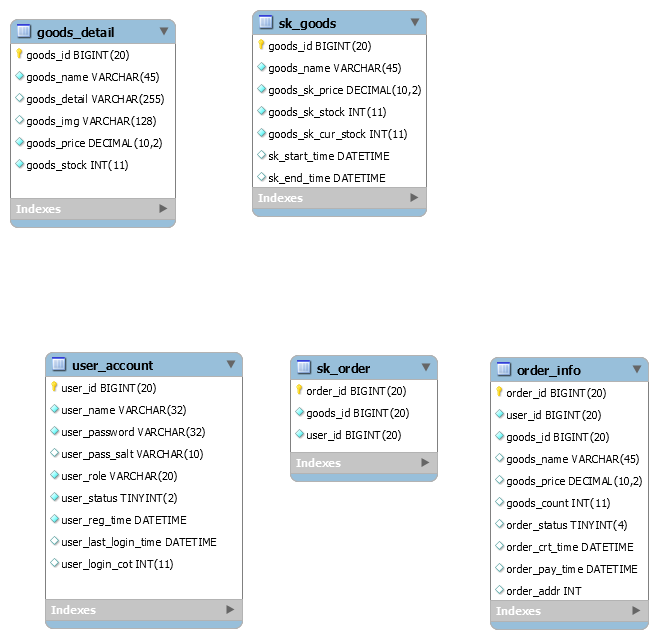 goods_detail
goods_id BIGINT(20)
goods_name VARCHAR(45)
goods_detail VARCHAR(255)
goods_img VARCHAR(128)
goods_price DECIMAL(10,2)
goods_stock INT(11)
Indexes
sk_goods
goods_id BIGINT(20)
goods_name VARCHAR(45)
goods_sk_price DECIMAL(10,2)
goods_sk_stock INT(11)
goods_sk_cur_stock INT(11)
sk_start_time DATETIME
sk_end_time DATETIME
Indexes
user_account
user_id BIGINT(20)
user_name VARCHAR(32)
user_password VARCHAR(32)
user_pass_salt VARCHAR(10)
user_role VARCHAR(20)
user_status TINYINT(2)
user_reg_time DATETIME
user_last_login_time DATETIME
user_login_cot INT(11)
Indexes
sk_order
order_id BIGINT(20)
goods_id BIGINT(20)
user_id BIGINT(20)
Indexes
order_info
order_id BIGINT(20)
user_id BIGINT(20)
goods_id BIGINT(20)
goods_name VARCHAR(45)
goods_price DECIMAL(10,2)
goods_count INT(11)
order_status TINYINT(4)
order_crt_time DATETIME
order_pay_time DATETIME
order_addr INT
Indexes